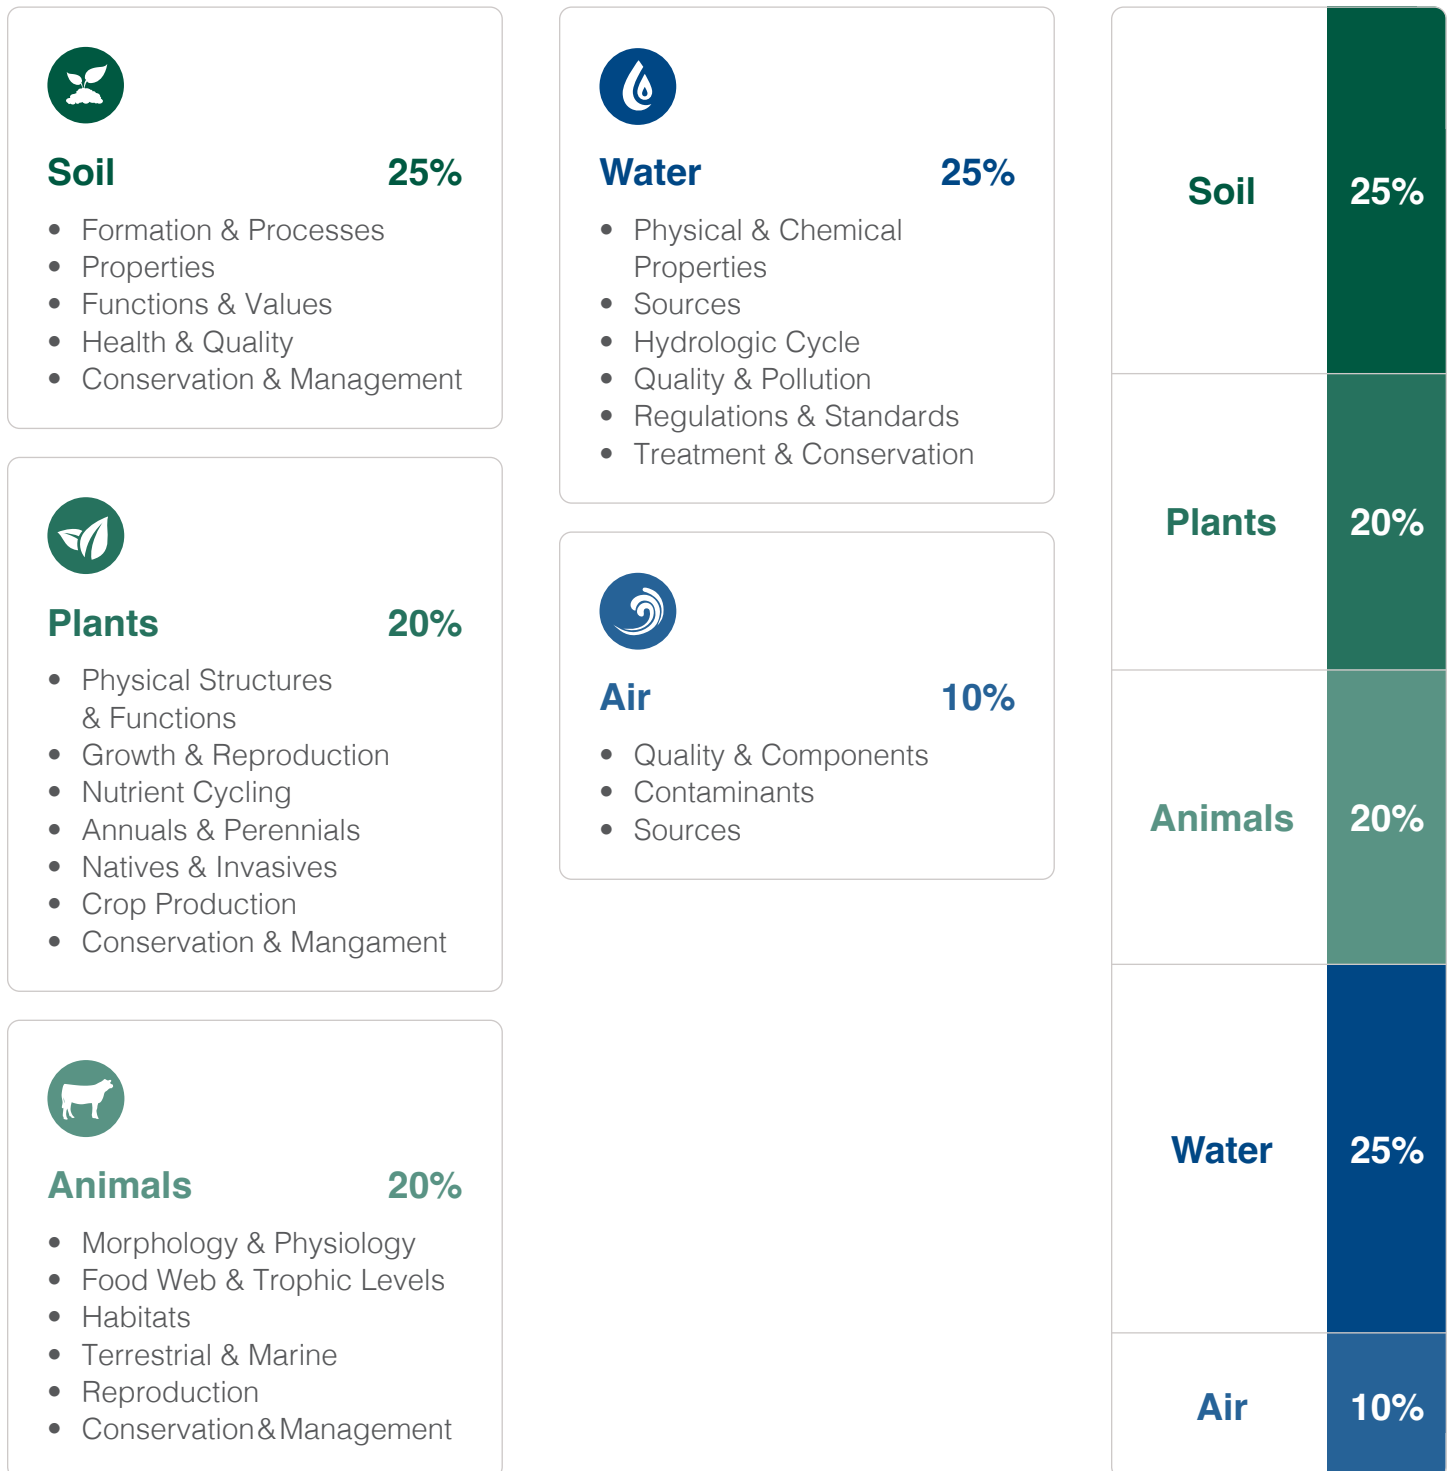 Soil 25%
• Formation & Processes
• Properties
• Functions & Values
• Health & Quality
• Conservation & Management
Plants 20%
• Physical Structures
& Functions
• Growth & Reproduction
• Nutrient Cycling
• Annuals & Perennials
• Natives & Invasives
• Crop Production
• Conservation & Mangament
Animals 20%
• Morphology & Physiology
• Food Web & Trophic Levels
• Habitats
• Terrestrial & Marine
• Reproduction
• Conservation & Management
Water 25%
• Physical & Chemical
Properties
• Sources
• Hydrologic Cycle
• Quality & Pollution
• Regulations & Standards
• Treatment & Conservation
Air 10%
• Quality & Components
• Contaminants
• Sources
Soil 25%
Plants 20%
Animals 20%
Water 25%
Air 10%